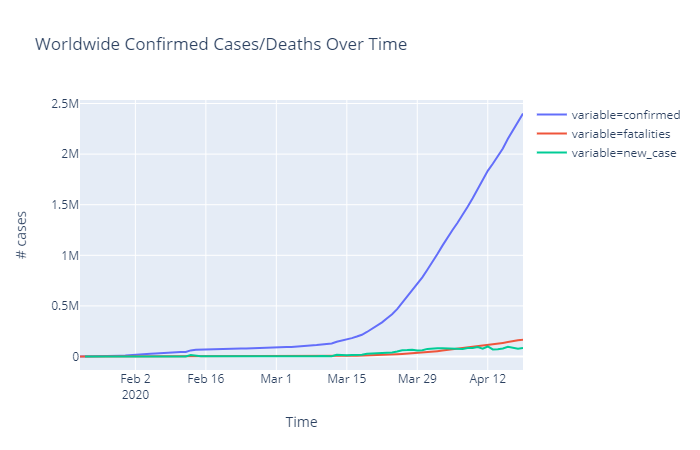 Worldwide Confirmed Cases/Deaths Over Time
2.5M
2M
1.5M
1M
0.5M
0
# cases
Feb 2
2020
Feb 16
Mar 1
Mar 15
Mar 29
Apr 12
Time
variable=confirmed
variable=fatalities
variable=new_case